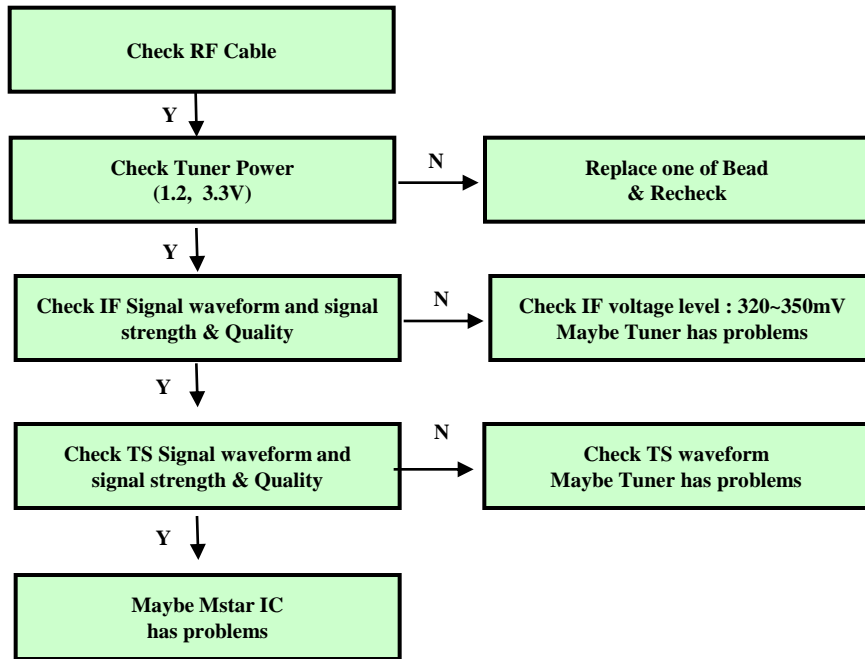 Check RF Cable
Y
Check Tuner Power
(1.2, 3.3V)
N
Replace one of Bead
& Recheck
Y
Check IF Signal waveform and signal
strength & Quality
N
Check IF voltage level : 320~350mV
Maybe Tuner has problems
Y
Check TS Signal waveform and
signal strength & Quality
N
Check TS waveform
Maybe Tuner has problems
Y
Maybe Mstar IC
has problems